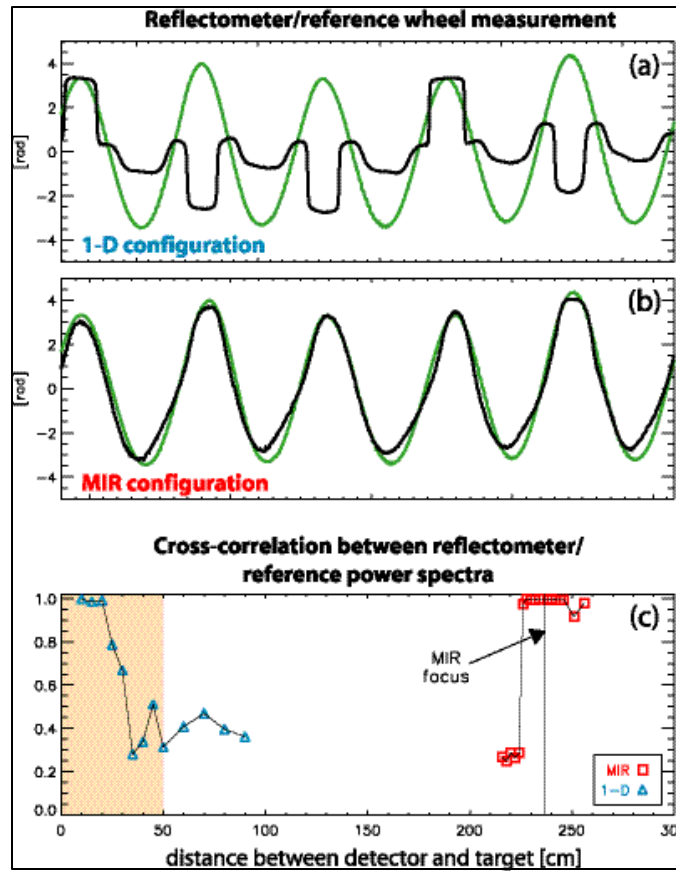 Reflectometer/reference wheel measurement
(a)
4
2
0
-2
-4
[rad]
1-D configuration
(b)
4
2
0
-2
-4
[rad]
MIR configuration
Cross-correlation between reflectometer/
reference power spectra
(c)
1.0
0.8
0.6
0.4
0.2
0.0
MIR
focus
MIR
1-D
0 50 100 150 200 250 30
distance between detector and target [cm]